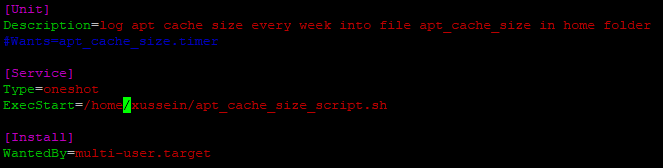 [Unit]
Description=log apt cache size every week into file apt_cache_size in home folder
#Wants=apt_cache_size.timer
[Service]
Type=oneshot
ExecStart=/home/xussein/apt_cache_size_script.sh
[Install]
WantedBy=multi-user.target